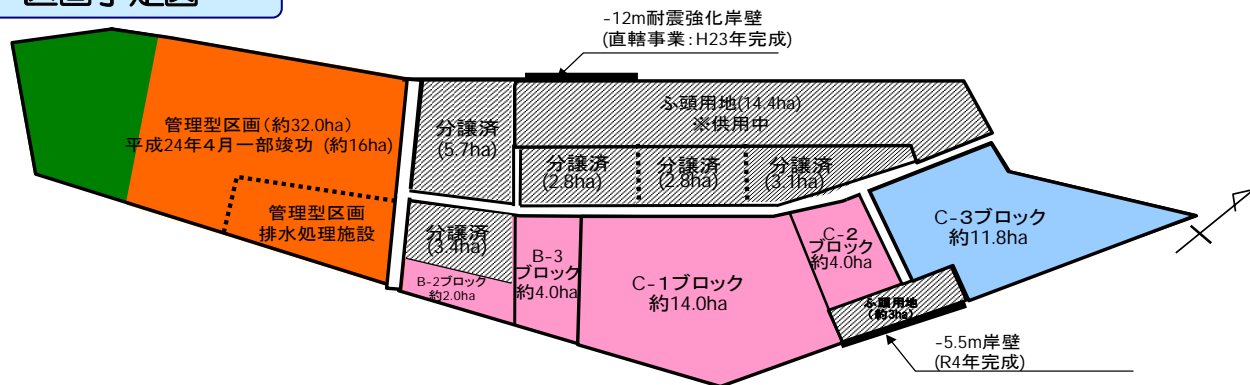 区画予定図
-12m耐震強化岸壁
(直轄事業:H23年完成)
ふ頭用地(14.4ha)
※供用中
管理型区画(約32.0ha)
平成24年4月一部竣功 (約16ha)
分譲済
(5.7ha)
分譲済
(2.8ha)
分譲済
(2.8ha)
分譲済
(3.1ha)
管理型区画
排水処理施設
分譲済
(3.4ha)
B-2ブロック
約2.0ha
B-3
ブロック
約4.0ha
C-1ブロック
約14.0ha
C-2
ブロック
約4.0ha
C-3ブロック
約11.8ha
ふ頭用地
(約3ha)
-5.5m岸壁
(R4年完成)